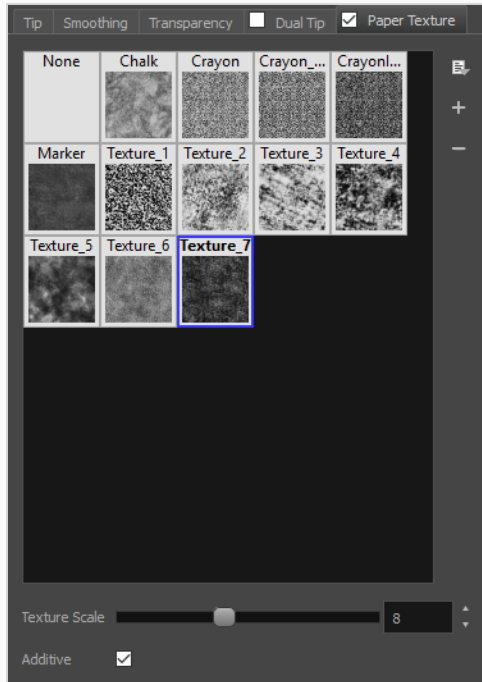 Tip Smoothing Transparency Dual Tip Paper Texture
None Chalk Crayon Crayon_... Crayonl...
Marker Texture_1 Texture_2 Texture_3 Texture_4
Texture_5 Texture_6 Texture_7
Texture Scale 8
Additive